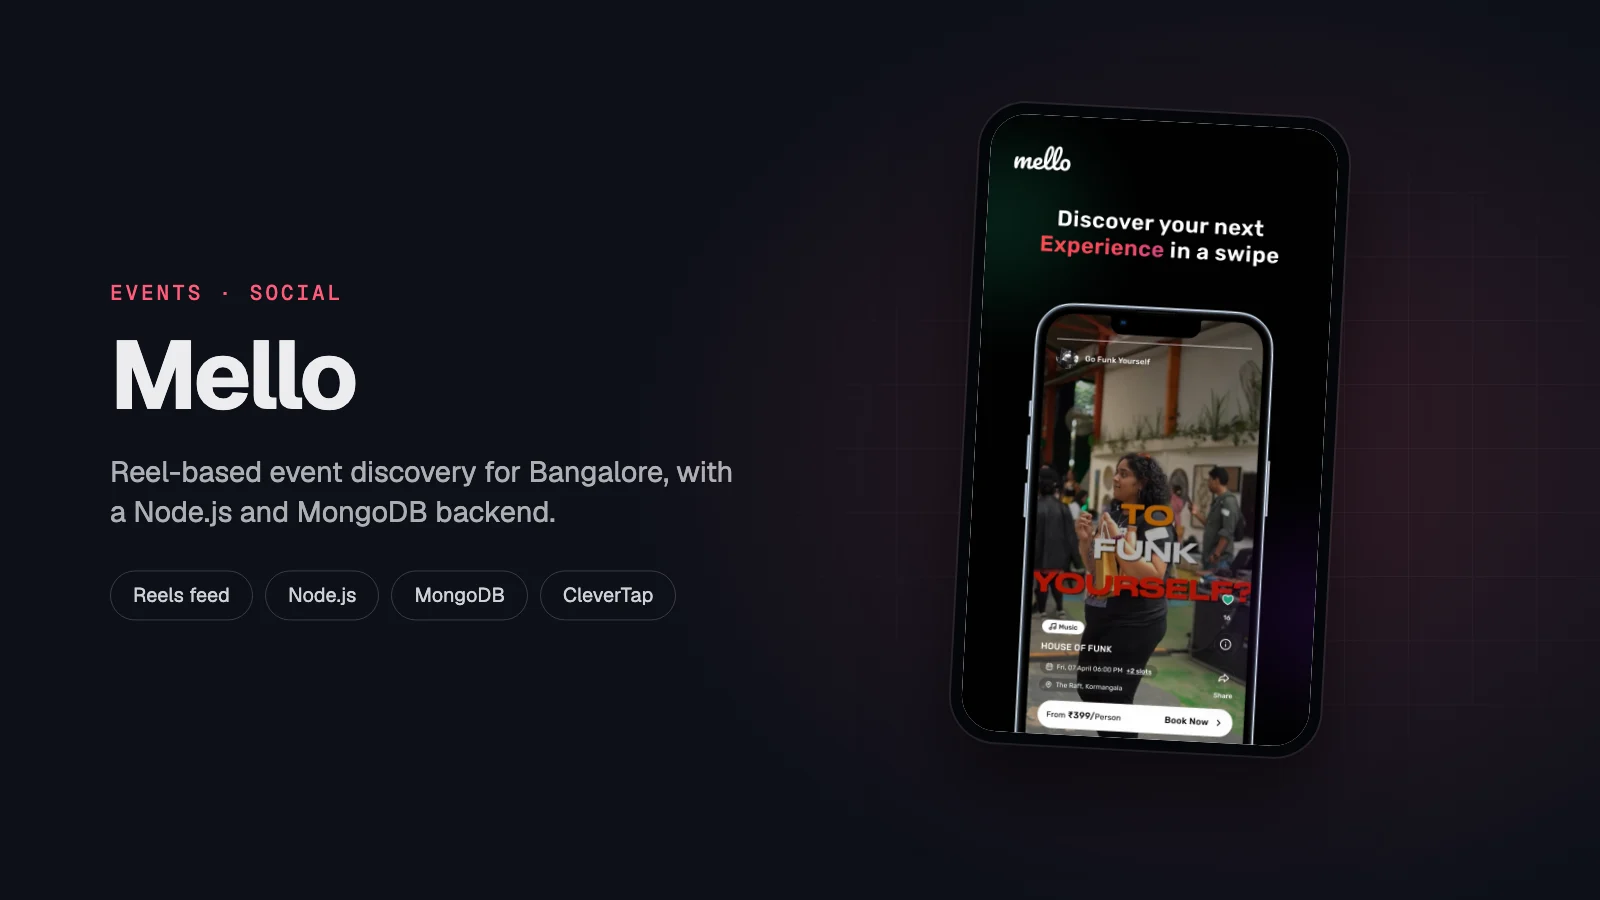 EVENTS · SOCIAL
Mello
Reel-based event discovery for Bangalore, with
a Node.js and MongoDB backend.
Reels feed
Node.js
MongoDB
CleverTap
mello
Discover your next
Experience in a swipe
Go Funk Yourself
TO
FUNK
YOURSELF?
16
Music
HOUSE OF FUNK
Fri, 07 April 06:00 PM +2 slots
The Raft, Kormangala
Share
From ₹399/Person
Book Now